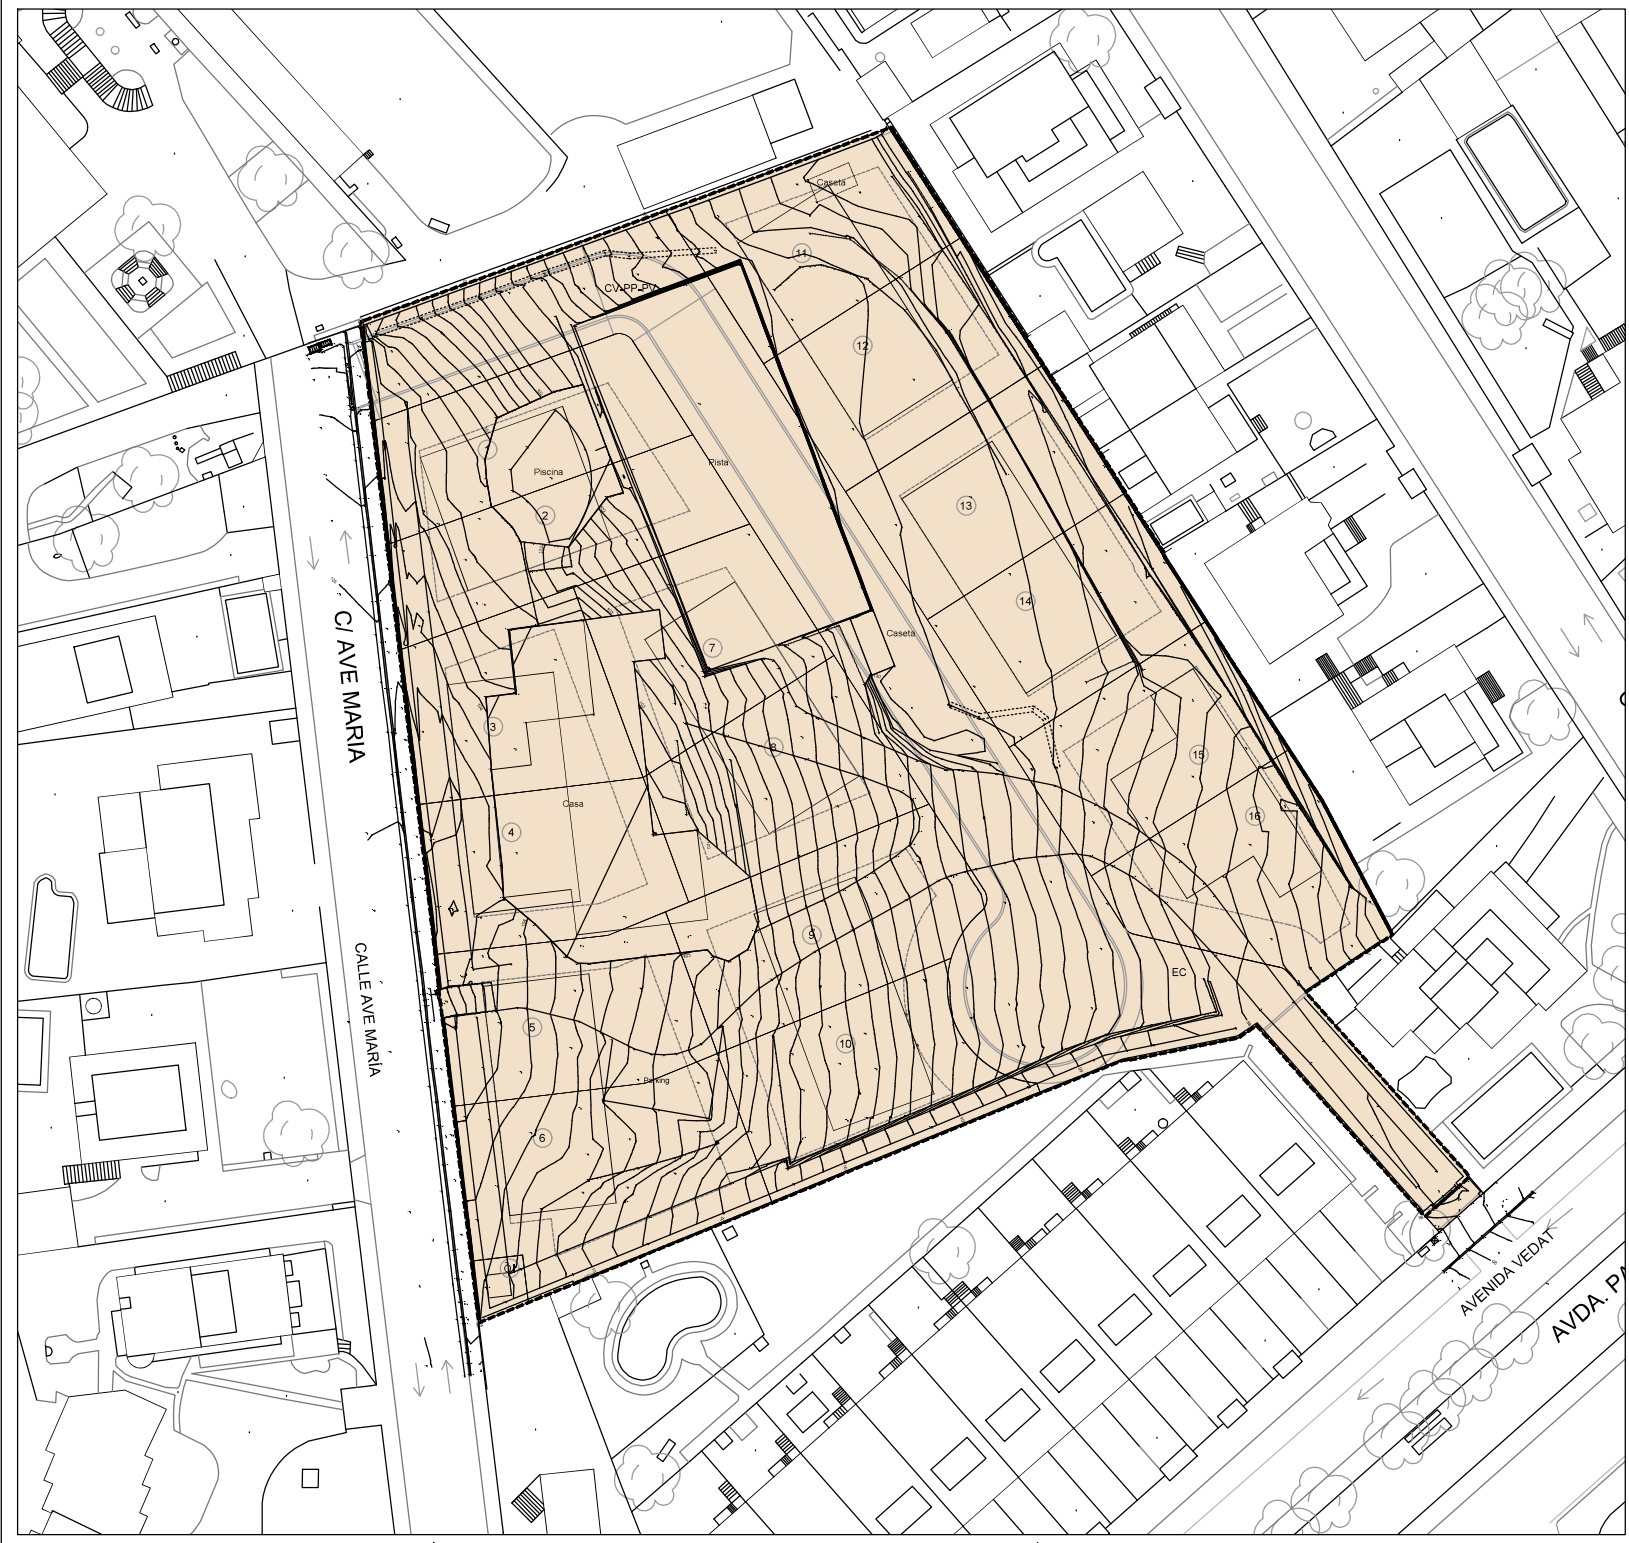 Caseta
11
CV-PP-PV
12
Pista
Piscina
2
13
14
C/ AVE MARIA
Caseta
7
3
8
15
Casa
4
16
9
CALLE AVE MARÍA
EC
5
10
Parking
6
AVENIDA VEDAT
AVDA. PA